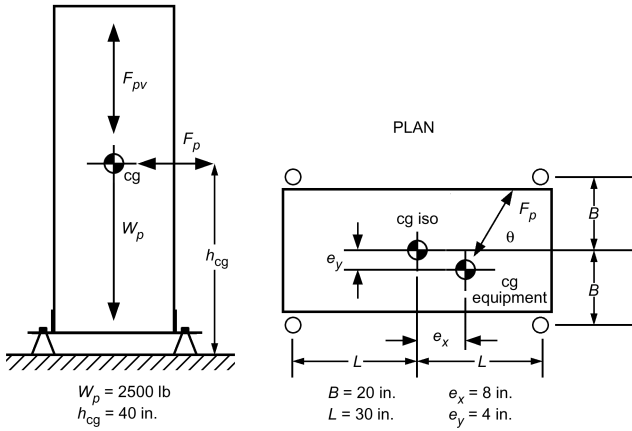 F_pv
F_p
cg
W_p
h_cg
W_p = 2500 lb
h_cg = 40 in.
PLAN
cg iso
F_p
θ
B
e_y
cg
equipment
B
e_x
L
L
B = 20 in.
L = 30 in.
e_x = 8 in.
e_y = 4 in.